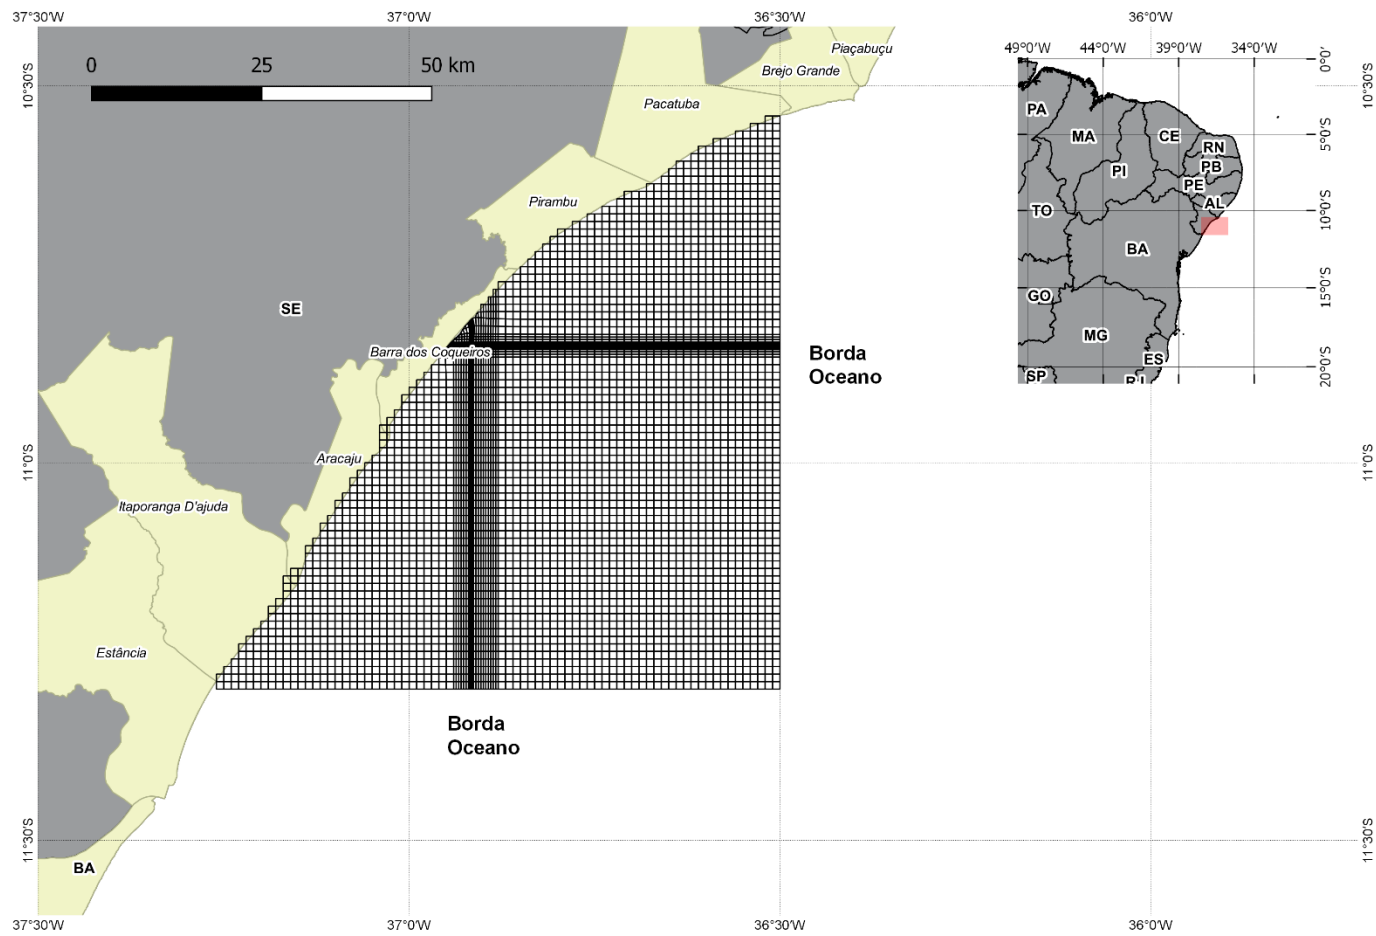 37°30'W 37°0'W 36°30'W 36°0'W
49°0'W 44°0'W 39°0'W 34°0'W
0°0'
5°0'S
10°0'S
15°0'S
20°0'S
PA
MA
CE
RN
PB
PI
PE
AL
TO
BA
GO
MG
ES
SP
RJ
0 25 50 km
10°30'S
10°30'S
Piaçabuçu
Brejo Grande
Pacatuba
Pirambu
SE
Barra dos Coqueiros
Borda
Oceano
Aracaju
11°0'S
11°0'S
Itaporanga D'ajuda
Estância
Borda
Oceano
11°30'S
11°30'S
BA
37°30'W 37°0'W 36°30'W 36°0'W